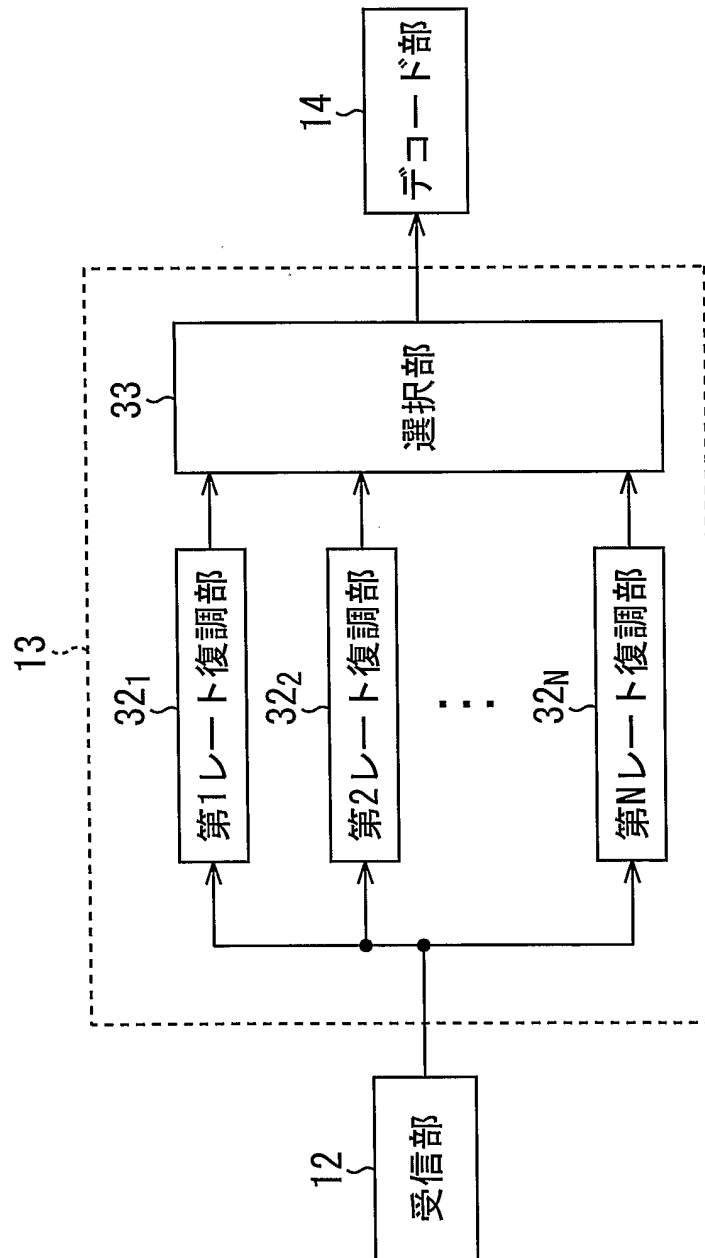 13
12
受信部
32₁
第1レート復調部
32₂
第2レート復調部
...
32N
第Nレート復調部
33
選択部
14
デコード部